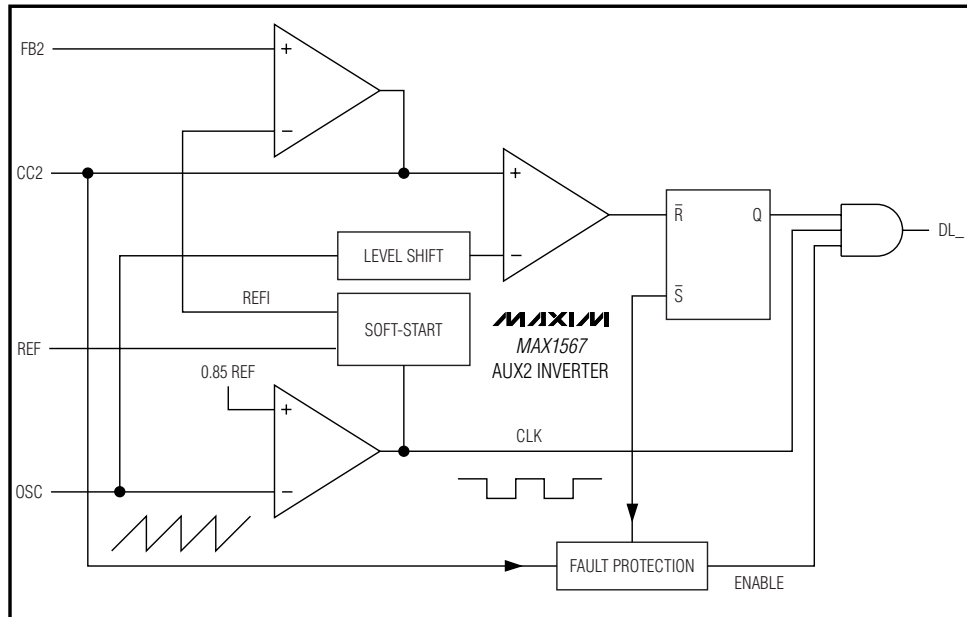 FB2
+
−
CC2
+
−
R̅
Q
DL_
LEVEL SHIFT
REFI
S̅
SOFT-START
MAXIM
MAX1567
AUX2 INVERTER
REF
0.85 REF
+
−
CLK
OSC
FAULT PROTECTION
ENABLE